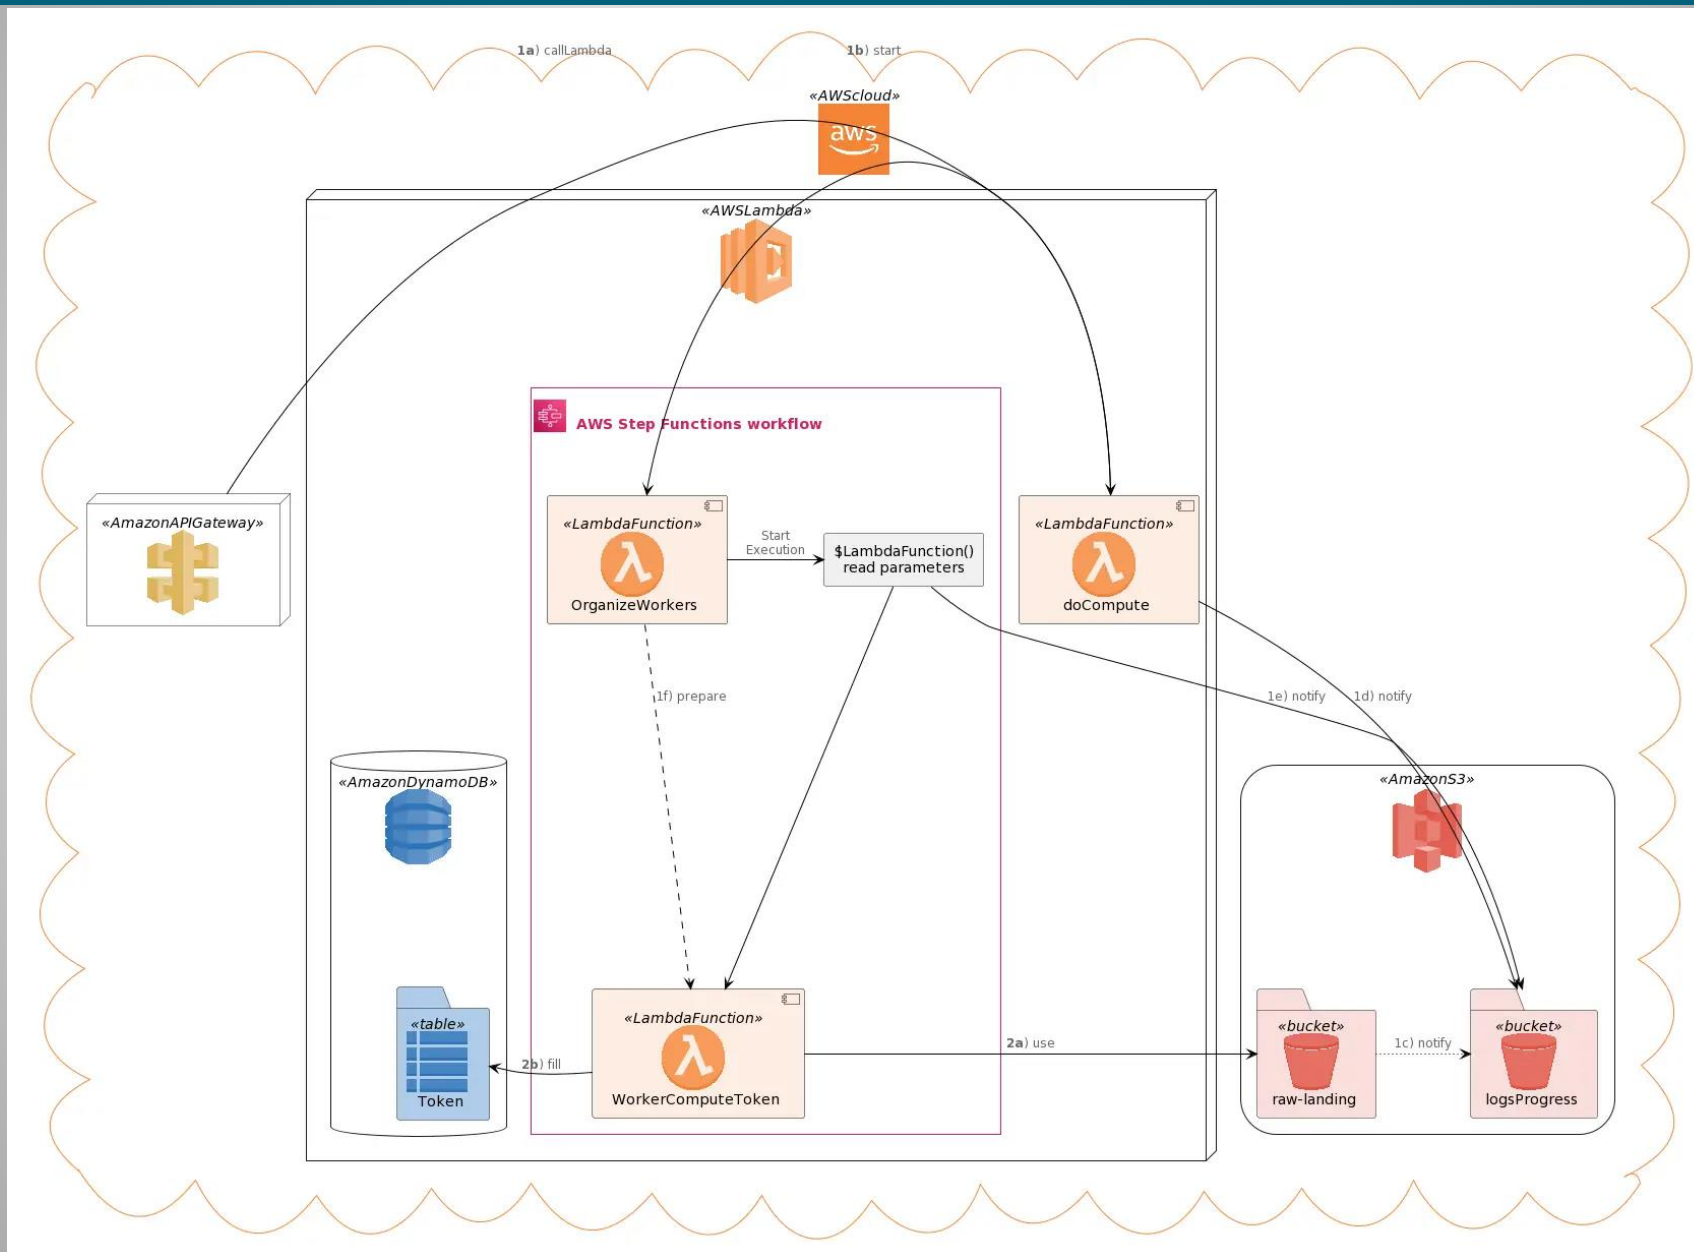 1a) callLambda
1b) start
«AWScloud»
aws
«AWSLambda»
AWS Step Functions workflow
«AmazonAPIGateway»
«LambdaFunction»
OrganizeWorkers
Start
Execution
$LambdaFunction()
read parameters
«LambdaFunction»
doCompute
1f) prepare
1e) notify
1d) notify
«AmazonDynamoDB»
«AmazonS3»
«table»
Token
2b) fill
«LambdaFunction»
WorkerComputeToken
2a) use
«bucket»
raw-landing
1c) notify
«bucket»
logsProgress